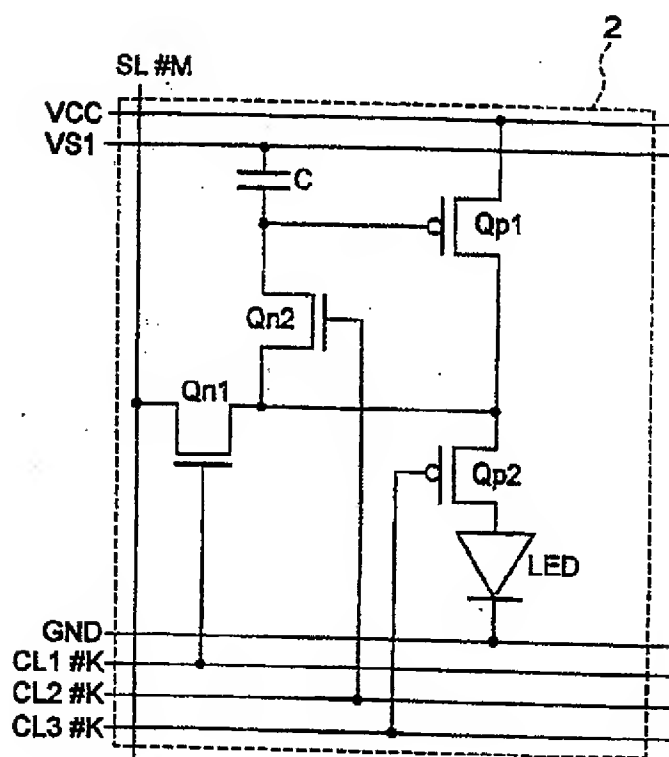 2
SL #M
VCC
VS1
C
Qp1
Qn2
Qn1
Qp2
LED
GND
CL1 #K
CL2 #K
CL3 #K